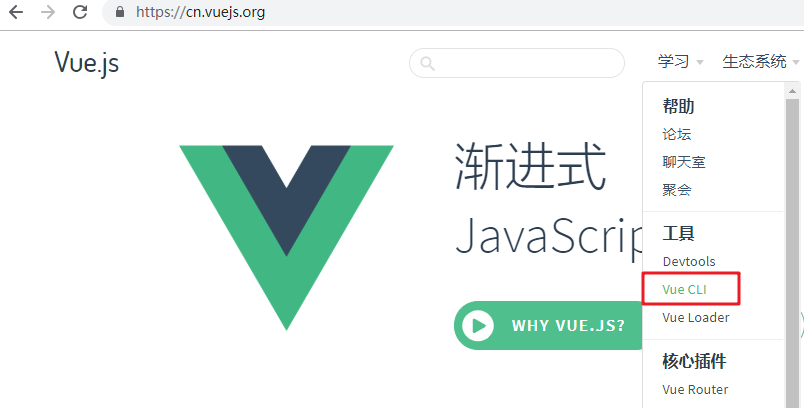 https://cn.vuejs.org
Vue.js
学习
生态系统
渐进式
JavaScrip
WHY VUE.JS?
帮助
论坛
聊天室
聚会
工具
Devtools
Vue CLI
Vue Loader
核心插件
Vue Router